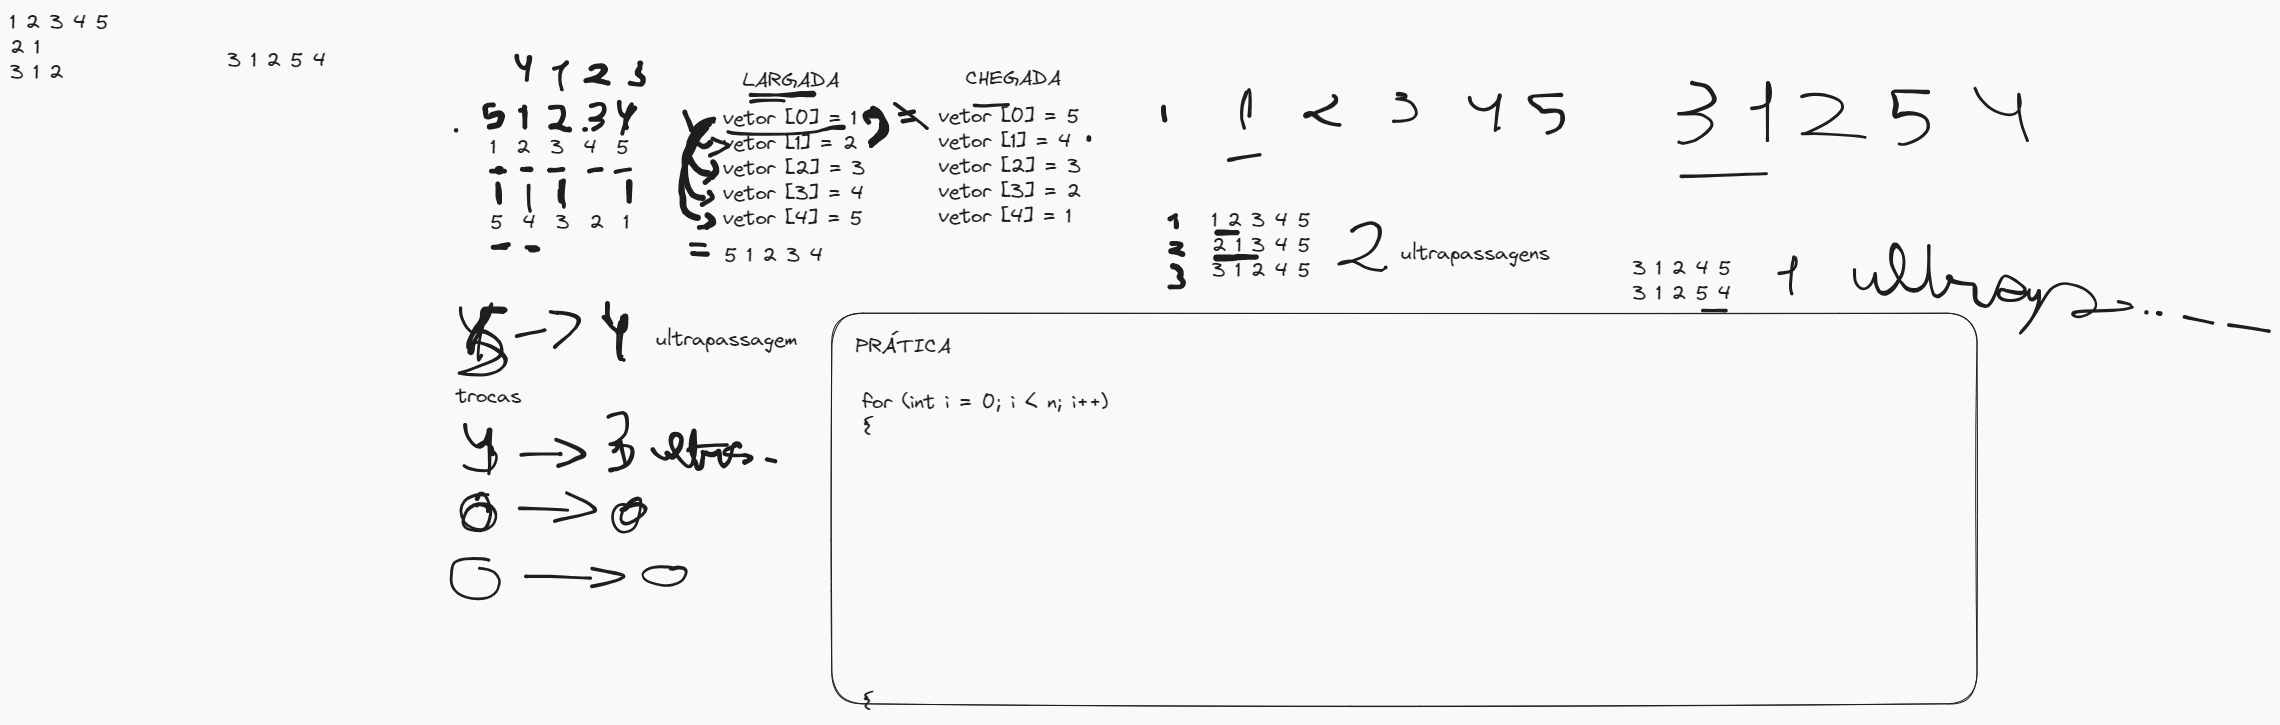 1 2 3 4 5
2 1
3 1 2
3 1 2 5 4
4 1 2 3
5 1 2 3 4
1 2 3 4 5
5 4 3 2 1
LARGADA
vetor [0] = 1
vetor [1] = 2
vetor [2] = 3
vetor [3] = 4
vetor [4] = 5
= 5 1 2 3 4
CHEGADA
vetor [0] = 5
vetor [1] = 4
vetor [2] = 3
vetor [3] = 2
vetor [4] = 1
1 2 3 4 5
3 1 2 5 4
1 1 2 3 4 5
2 2 1 3 4 5
3 3 1 2 4 5
2 ultrapassagens
3 1 2 4 5
3 1 2 5 4
1
5 -> 4 ultrapassagem
trocas
4 -> 3 ultras.
0 -> 0
0 -> 0
PRÁTICA
for (int i = 0; i < n; i++)
{
{